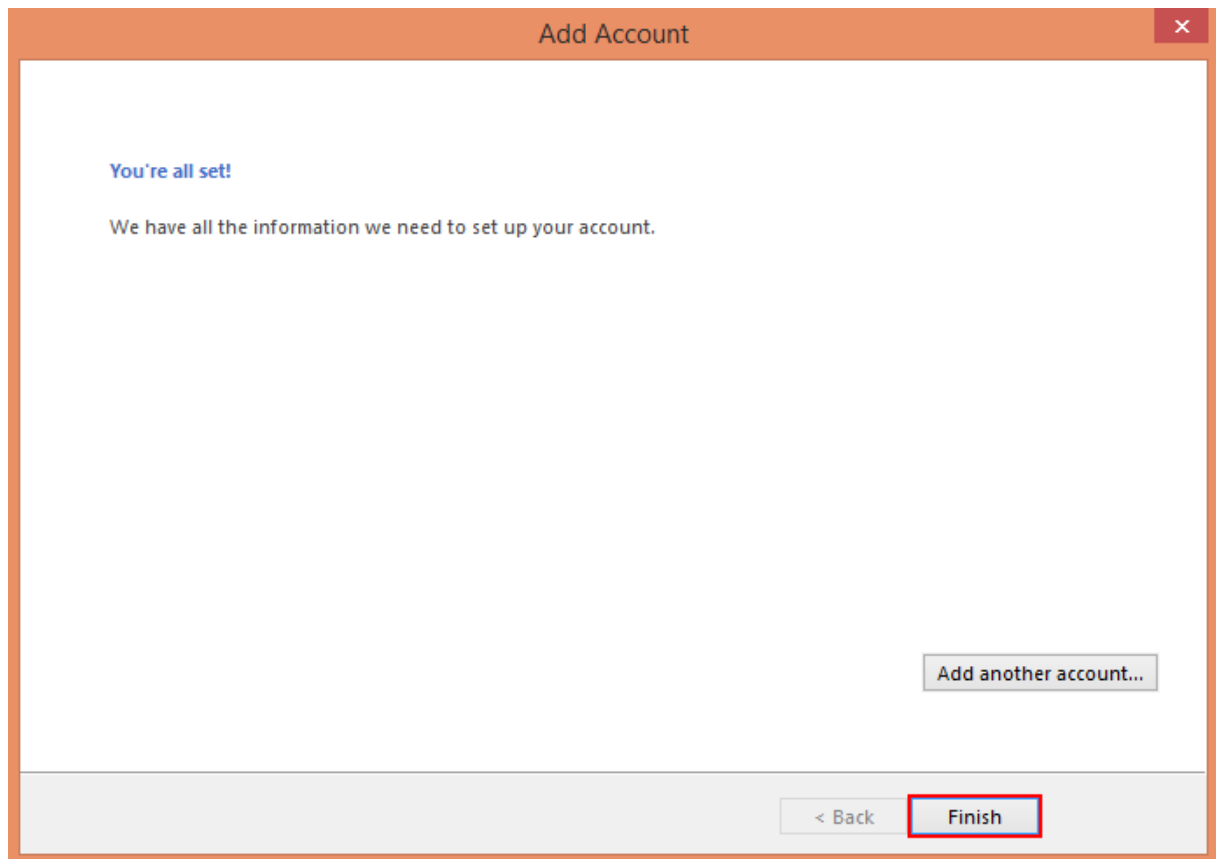 Add Account
You're all set!
We have all the information we need to set up your account.
Add another account...
< Back
Finish